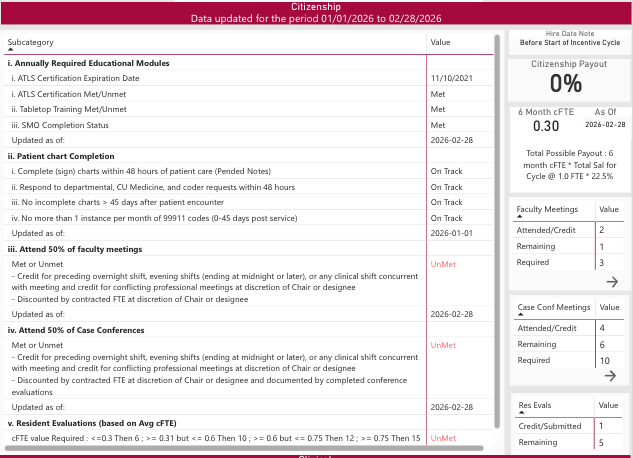 Citizenship
Data updated for the period 01/01/2026 to 02/28/2026
Subcategory Value
i. Annually Required Educational Modules
i. ATLS Certification Expiration Date 11/10/2021
i. ATLS Certification Met/Unmet Met
ii. Tabletop Training Met/Unmet Met
iii. SMO Completion Status Met
Updated as of: 2026-02-28
ii. Patient chart Completion
i. Complete (sign) charts within 48 hours of patient care (Pended Notes) On Track
ii. Respond to departmental, CU Medicine, and coder requests within 48 hours On Track
iii. No incomplete charts > 45 days after patient encounter On Track
iv. No more than 1 instance per month of 99911 codes (0-45 days post service) On Track
Updated as of: 2026-01-01
iii. Attend 50% of faculty meetings
Met or Unmet UnMet
- Credit for preceding overnight shift, evening shifts (ending at midnight or later), or any clinical shift concurrent
with meeting and credit for conflicting professional meetings at discretion of Chair or designee
- Discounted by contracted FTE at discretion of Chair or designee
Updated as of: 2026-02-28
iv. Attend 50% of Case Conferences
Met or Unmet UnMet
- Credit for preceding overnight shift, evening shifts (ending at midnight or later), or any clinical shift concurrent
with meeting and credit for conflicting professional meetings at discretion of Chair or designee
- Discounted by contracted FTE at discretion of Chair or designee and documented by completed conference
evaluations
Updated as of: 2026-02-28
v. Resident Evaluations (based on Avg cFTE)
cFTE value Required : <=0.3 Then 6 ; >= 0.31 but <= 0.6 Then 10 ; >= 0.6 but <= 0.75 Then 12 ; >= 0.75 Then 15 UnMet
Hire Date Note
Before Start of Incentive Cycle
Citizenship Payout
0%
6 Month cFTE As Of
0.30 2026-02-28
Total Possible Payout : 6
month cFTE * Total Sal for
Cycle @ 1.0 FTE * 22.5%
Faculty Meetings Value
Attended/Credit 2
Remaining 1
Required 3
Case Conf Meetings Value
Attended/Credit 4
Remaining 6
Required 10
Res Evals Value
Credit/Submitted 1
Remaining 5